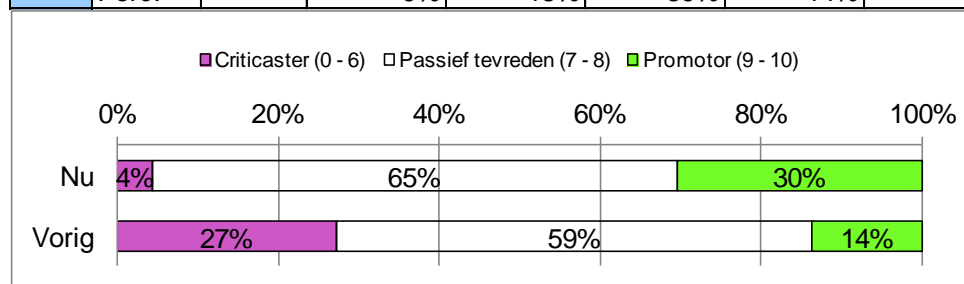 Criticaster (0 - 6) Passief tevreden (7 - 8) Promotor (9 - 10)
0% 20% 40% 60% 80% 100%
Nu 4% 65% 30%
Vorig 27% 59% 14%